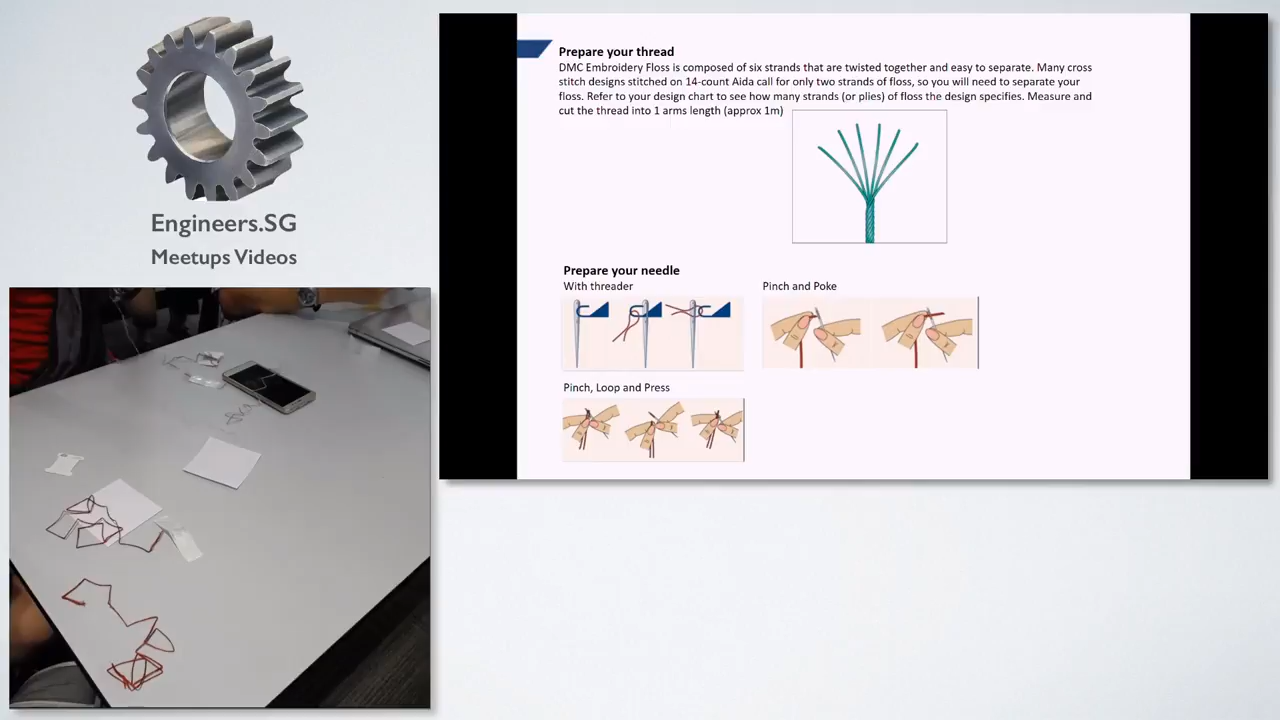 Engineers.SG
Meetups Videos
Prepare your thread
DMC Embroidery Floss is composed of six strands that are twisted together and easy to separate. Many cross
stitch designs stitched on 14-count Aida call for only two strands of floss, so you will need to separate your
floss. Refer to your design chart to see how many strands (or plies) of floss the design specifies. Measure and
cut the thread into 1 arms length (approx 1m)
Prepare your needle
With threader
Pinch and Poke
Pinch, Loop and Press